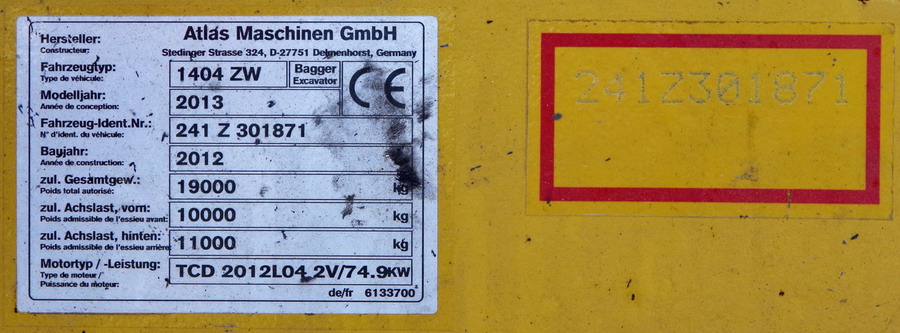 Hersteller: Atlas Maschinen GmbH
Constructeur: Stedinger Strasse 324, D-27751 Delmenhorst, Germany
Fahrzeugtyp: 1404 ZW Bagger CE
Type de véhicule: Excavator
Modelljahr: 2013
Année de conception:
Fahrzeug-Ident.Nr.: 241 Z 301871
N° d'ident. du véhicule:
Baujahr: 2012
Année de construction:
zul. Gesamtgew.: 19000 kg
Poids total autorisé:
zul. Achslast, vorn: 10000 kg
Poids admissible de l'essieu avant:
zul. Achslast, hinten: 11000 kg
Poids admissible de l'essieu arrière:
Motortyp / -Leistung: TCD 2012L04 2V/74.9KW
Type de moteur/
Puissance du moteur:
de/fr 6133700
241Z301871